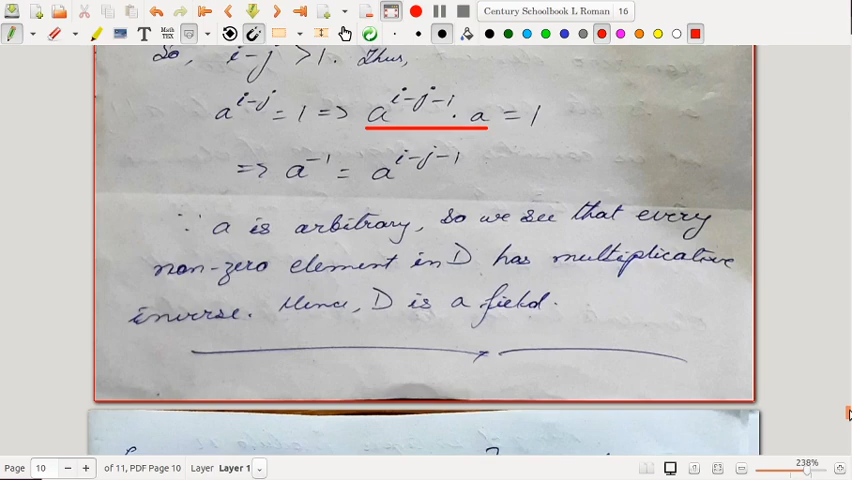 Century Schoolbook L Roman 16
T Math TEX
So, i-j > 1. Thus,
a^{i-j} = 1 => a^{i-j-1} . a = 1
=> a^{-1} = a^{i-j-1}
∵ a is arbitrary, so we see that every
non-zero element in D has multiplicative
inverse. Hence, D is a field.
Page 10 of 11, PDF Page 10 Layer Layer 1 238%